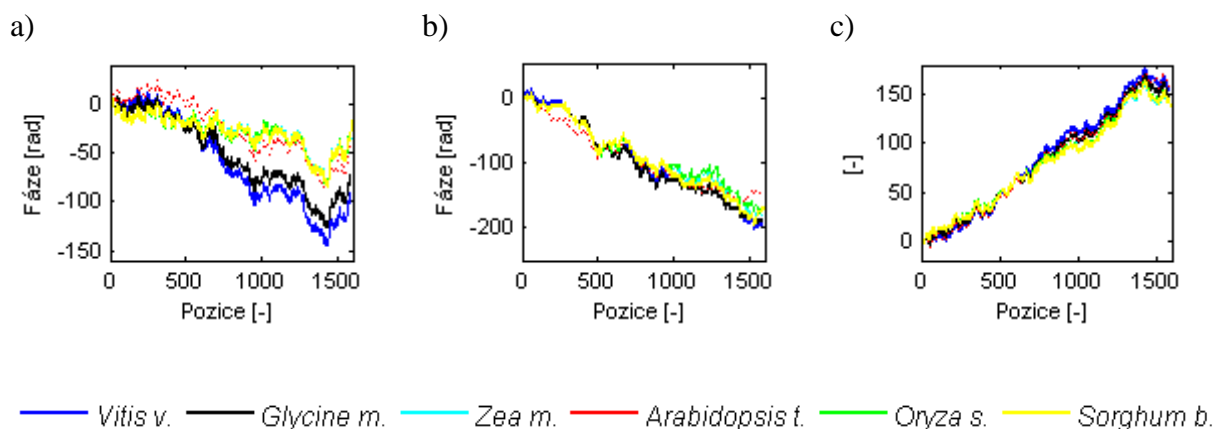 a)
b)
c)
Fáze [rad]
0
-50
-100
-150
0 500 1000 1500
Pozice [-]
Fáze [rad]
0
-100
-200
0 500 1000 1500
Pozice [-]
[-]
150
100
50
0
0 500 1000 1500
Pozice [-]
Vitis v. Glycine m. Zea m. Arabidopsis t. Oryza s. Sorghum b.